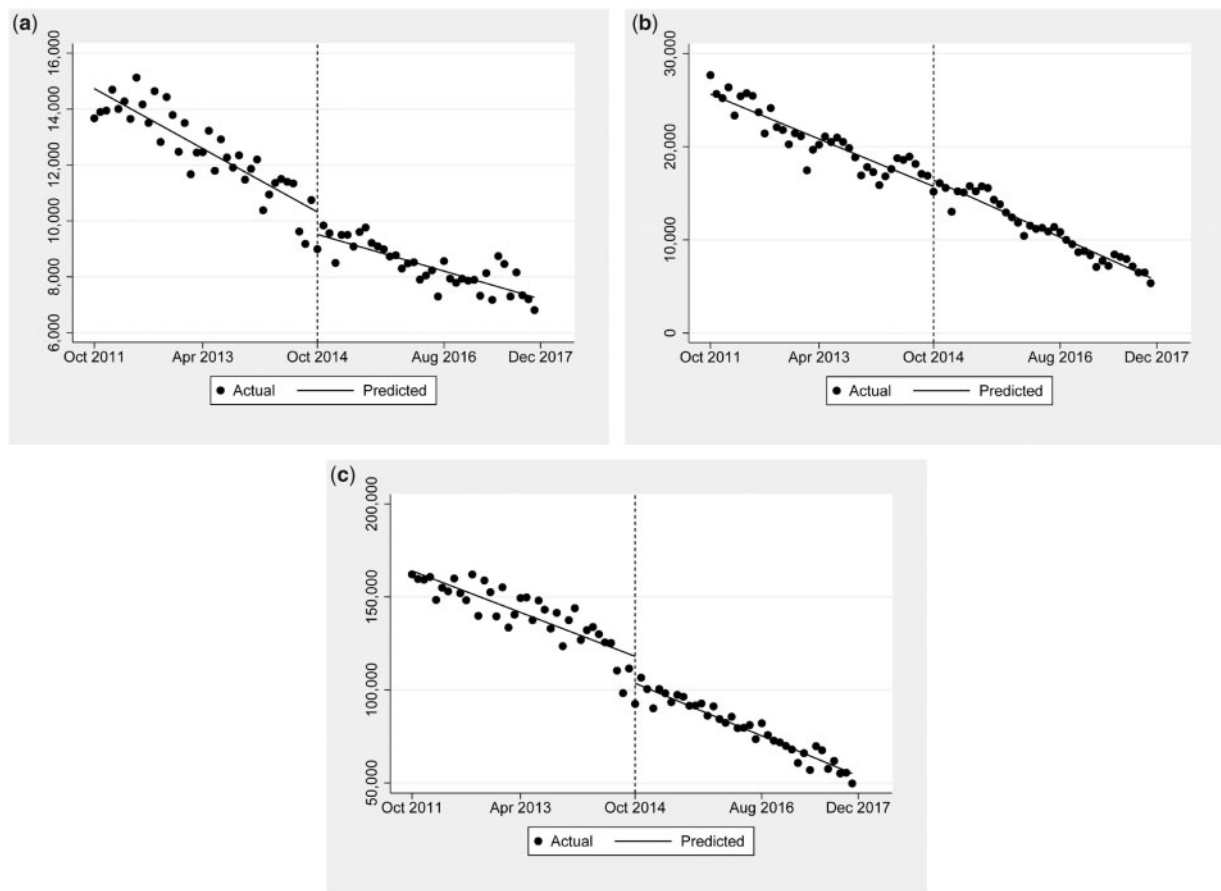 (a)
16,000
14,000
12,000
10,000
8,000
6,000
Oct 2011 Apr 2013 Oct 2014 Aug 2016 Dec 2017
Actual Predicted
(b)
30,000
20,000
10,000
0
Oct 2011 Apr 2013 Oct 2014 Aug 2016 Dec 2017
Actual Predicted
(c)
200,000
150,000
100,000
50,000
Oct 2011 Apr 2013 Oct 2014 Aug 2016 Dec 2017
Actual Predicted